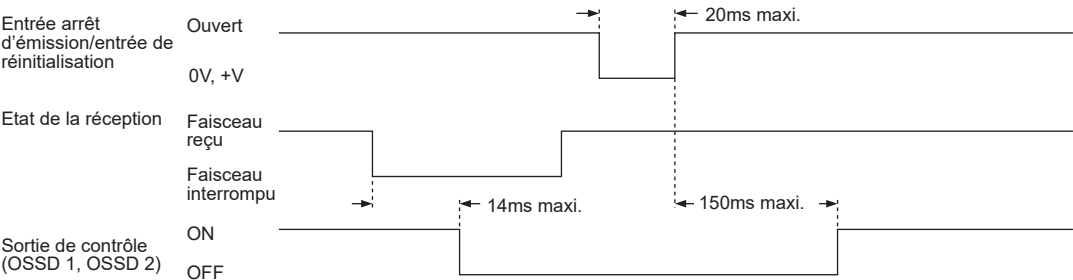 Entrée arrêt
d'émission/entrée de
réinitialisation
Ouvert
0V, +V
20ms maxi.
Etat de la réception
Faisceau
reçu
Faisceau
interrompu
14ms maxi.
150ms maxi.
Sortie de contrôle
(OSSD 1, OSSD 2)
ON
OFF